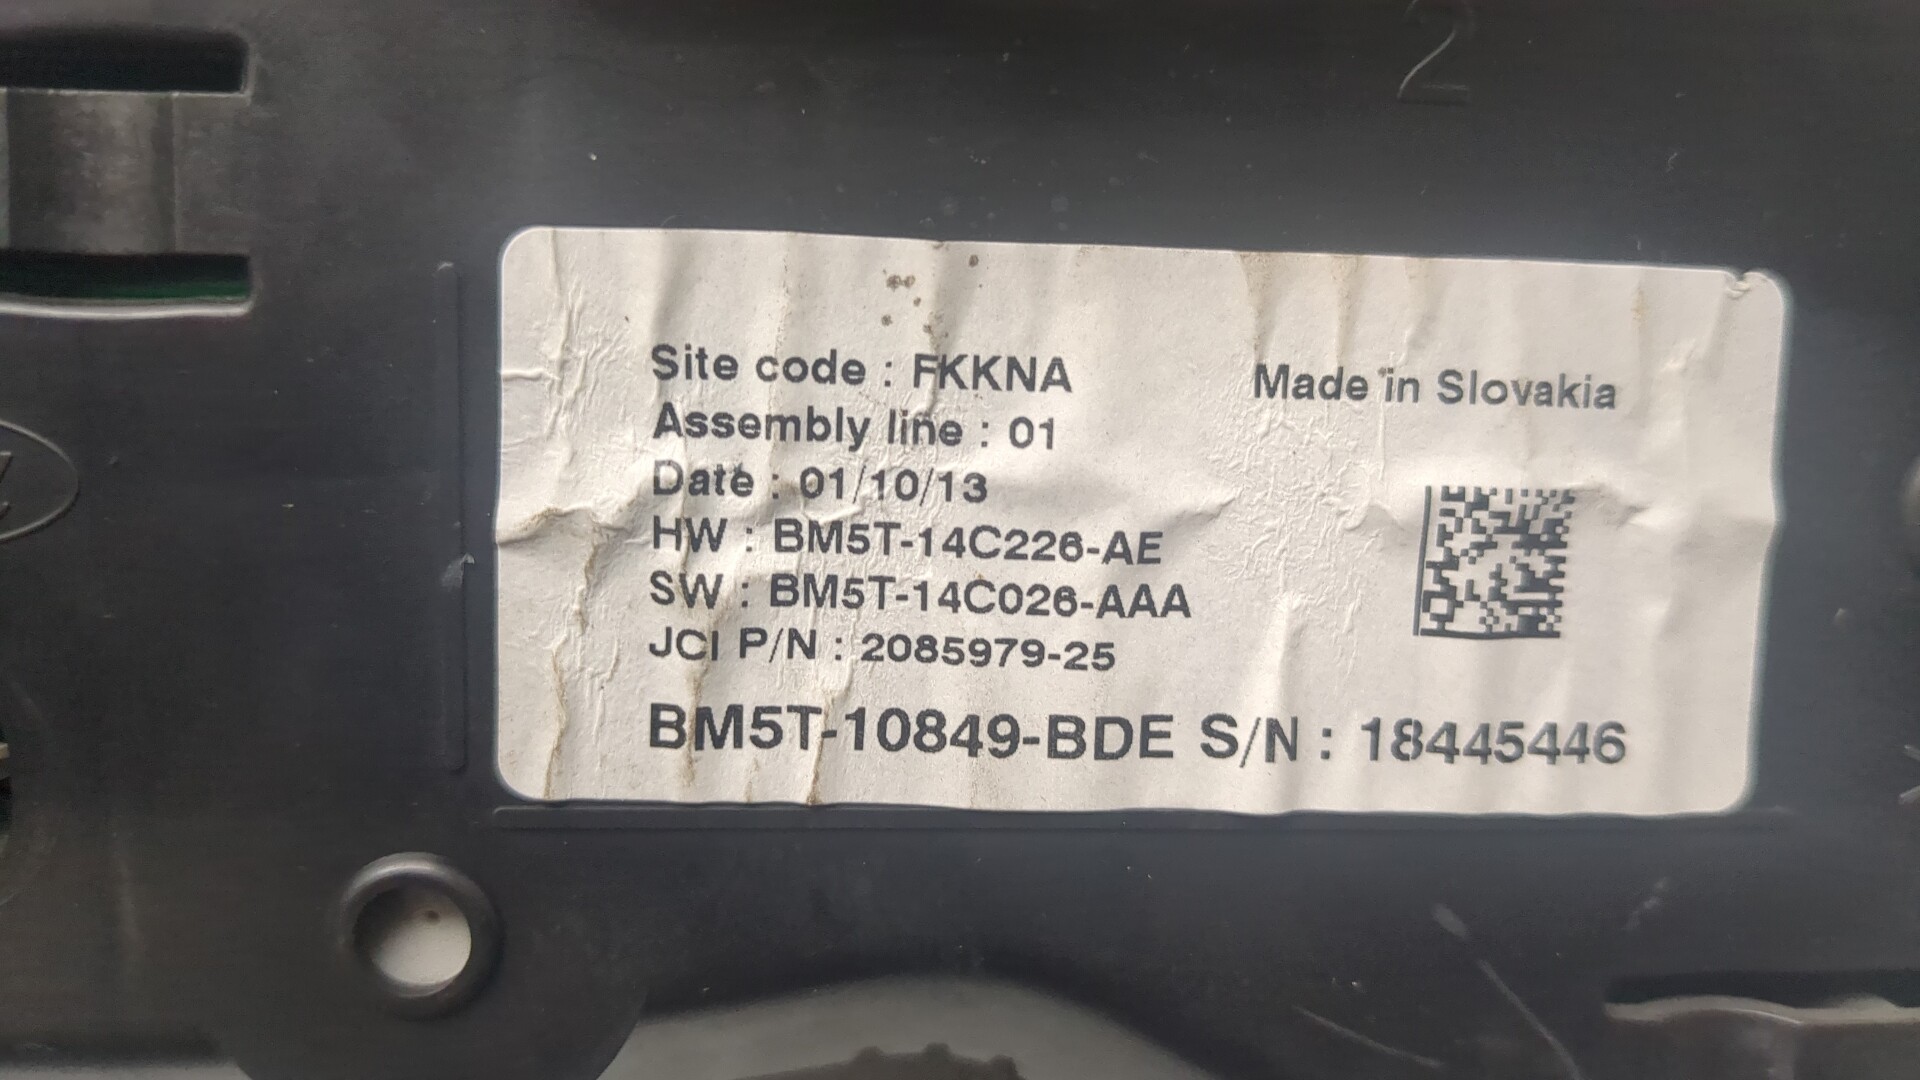 2
Site code : FKKNA
Made in Slovakia
Assembly line : 01
Date : 01/10/13
HW : BM5T-14C226-AE
SW : BM5T-14C026-AAA
JCI P/N : 2085979-25
BM5T-10849-BDE S/N : 18445446